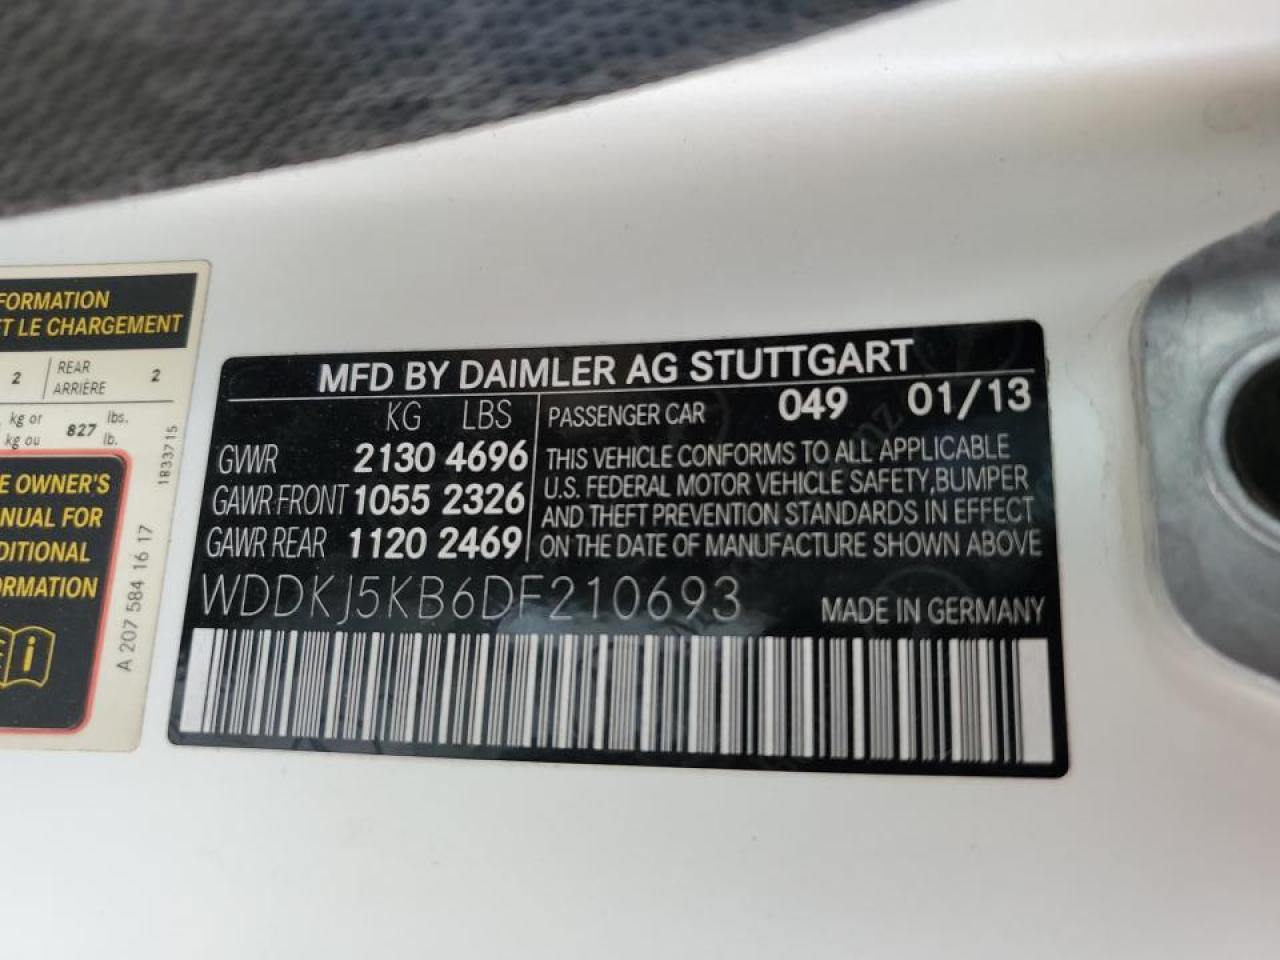 FORMATION
ET LE CHARGEMENT
2 REAR 2
ARRIÈRE
kg or 827 lbs.
kg ou lb.
E OWNER'S
NUAL FOR
DITIONAL
RMATION
1833715
A 207 584 16 17
MFD BY DAIMLER AG STUTTGART
KG LBS PASSENGER CAR 049 01/13
GVWR 2130 4696
GAWR FRONT 1055 2326
GAWR REAR 1120 2469
THIS VEHICLE CONFORMS TO ALL APPLICABLE
U.S. FEDERAL MOTOR VEHICLE SAFETY, BUMPER
AND THEFT PREVENTION STANDARDS IN EFFECT
ON THE DATE OF MANUFACTURE SHOWN ABOVE
WDDKJ5KB6DF210693
MADE IN GERMANY